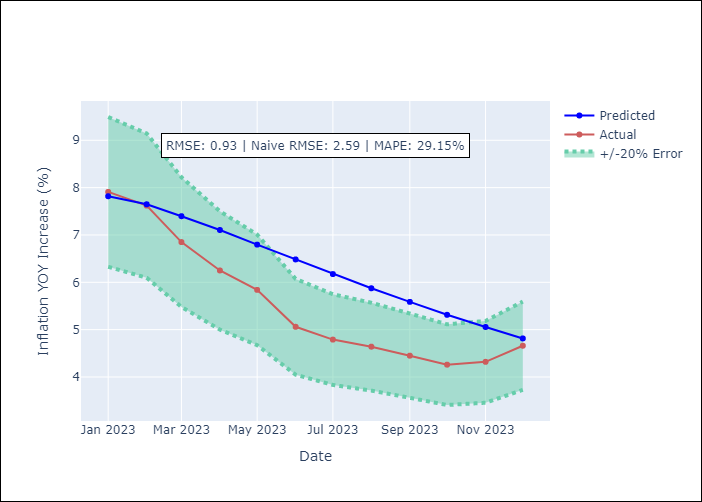 RMSE: 0.93 | Naive RMSE: 2.59 | MAPE: 29.15%
Predicted
Actual
+/-20% Error
Inflation YOY Increase (%)
9
8
7
6
5
4
Jan 2023
Mar 2023
May 2023
Jul 2023
Sep 2023
Nov 2023
Date